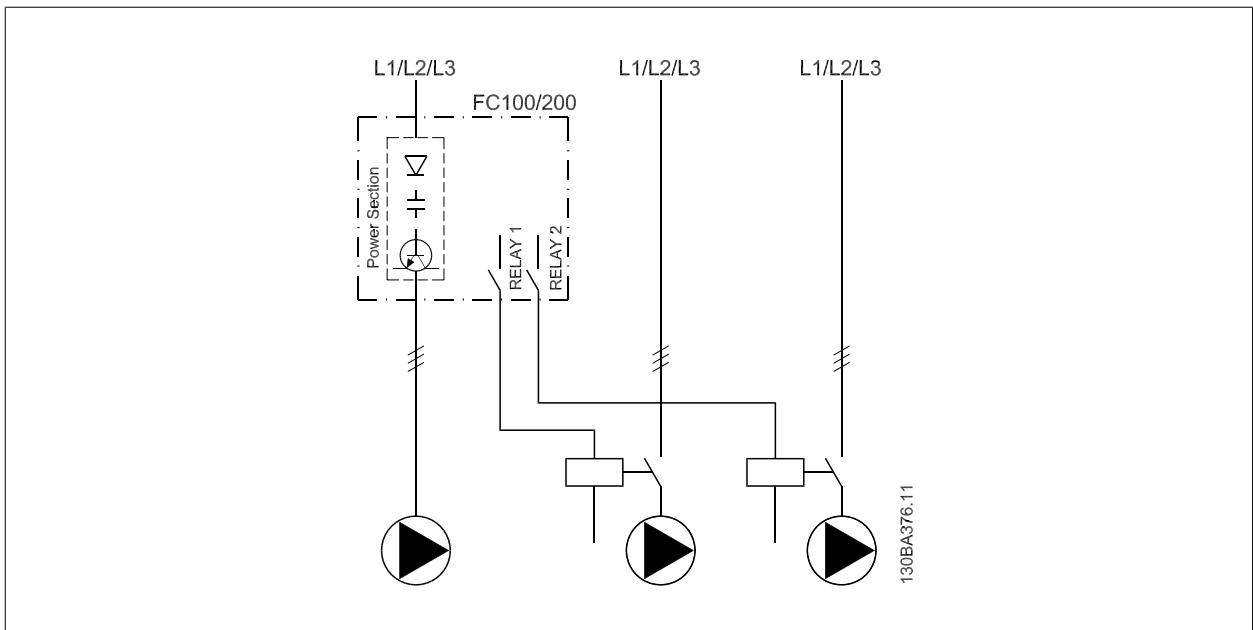 L1/L2/L3
L1/L2/L3
L1/L2/L3
FC100/200
Power Section
RELAY 1
RELAY 2
130BA376.11